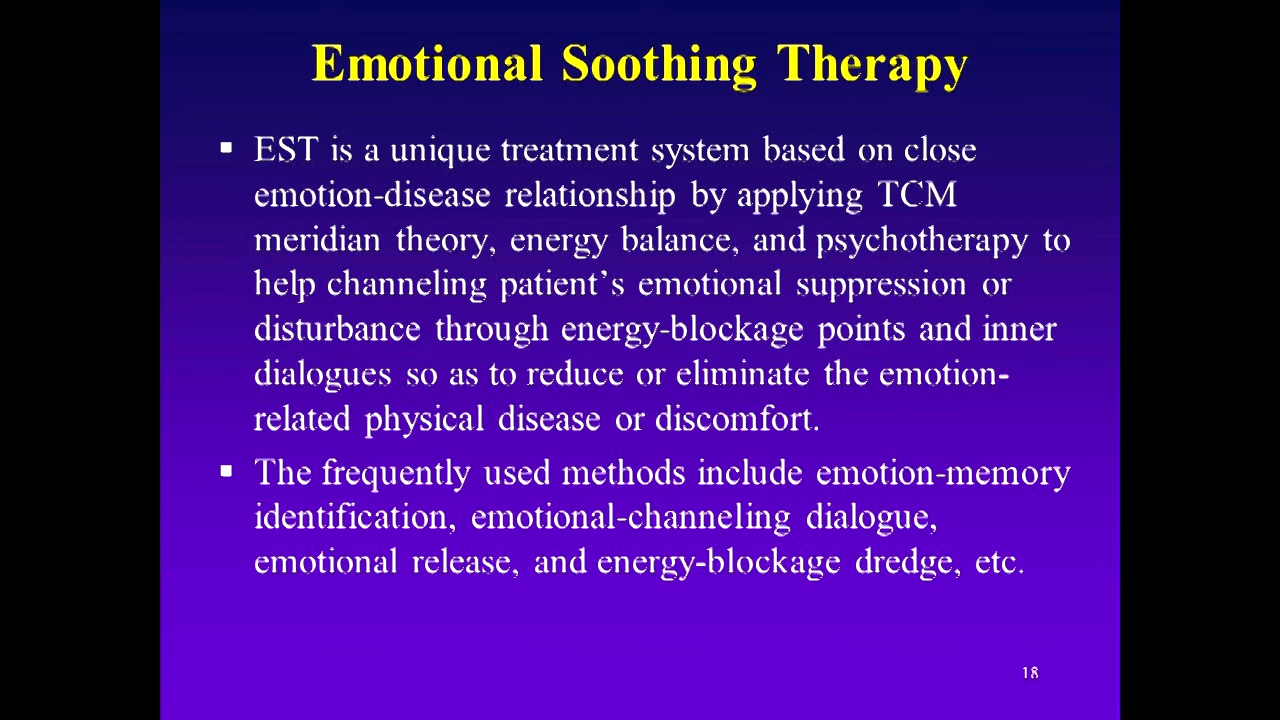 Emotional Soothing Therapy
▪ EST is a unique treatment system based on close
emotion-disease relationship by applying TCM
meridian theory, energy balance, and psychotherapy to
help channeling patient’s emotional suppression or
disturbance through energy-blockage points and inner
dialogues so as to reduce or eliminate the emotion-
related physical disease or discomfort.
▪ The frequently used methods include emotion-memory
identification, emotional-channeling dialogue,
emotional release, and energy-blockage dredge, etc.
18